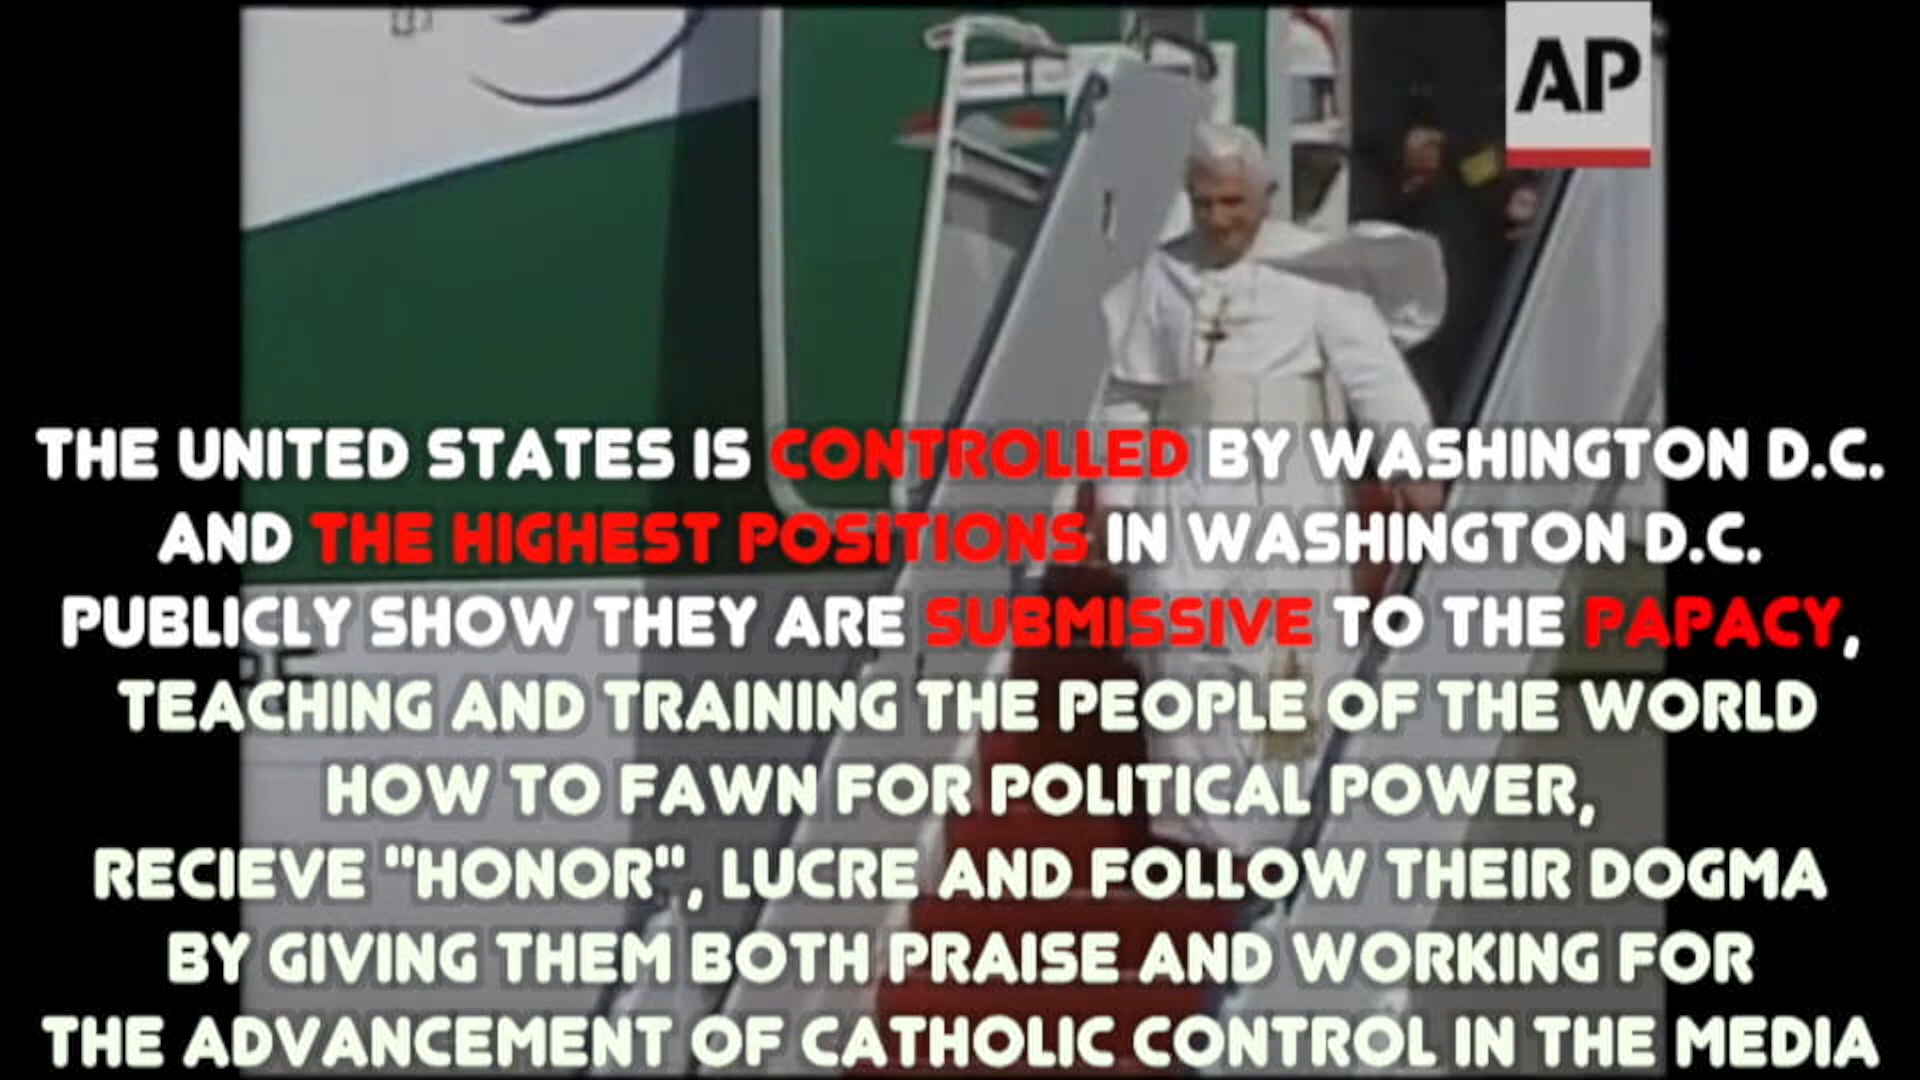 AP
THE UNITED STATES IS CONTROLLED BY WASHINGTON D.C.
AND THE HIGHEST POSITIONS IN WASHINGTON D.C.
PUBLICLY SHOW THEY ARE SUBMISSIVE TO THE PAPACY,
TEACHING AND TRAINING THE PEOPLE OF THE WORLD
HOW TO FAWN FOR POLITICAL POWER,
RECIEVE "HONOR", LUCRE AND FOLLOW THEIR DOGMA
BY GIVING THEM BOTH PRAISE AND WORKING FOR
THE ADVANCEMENT OF CATHOLIC CONTROL IN THE MEDIA